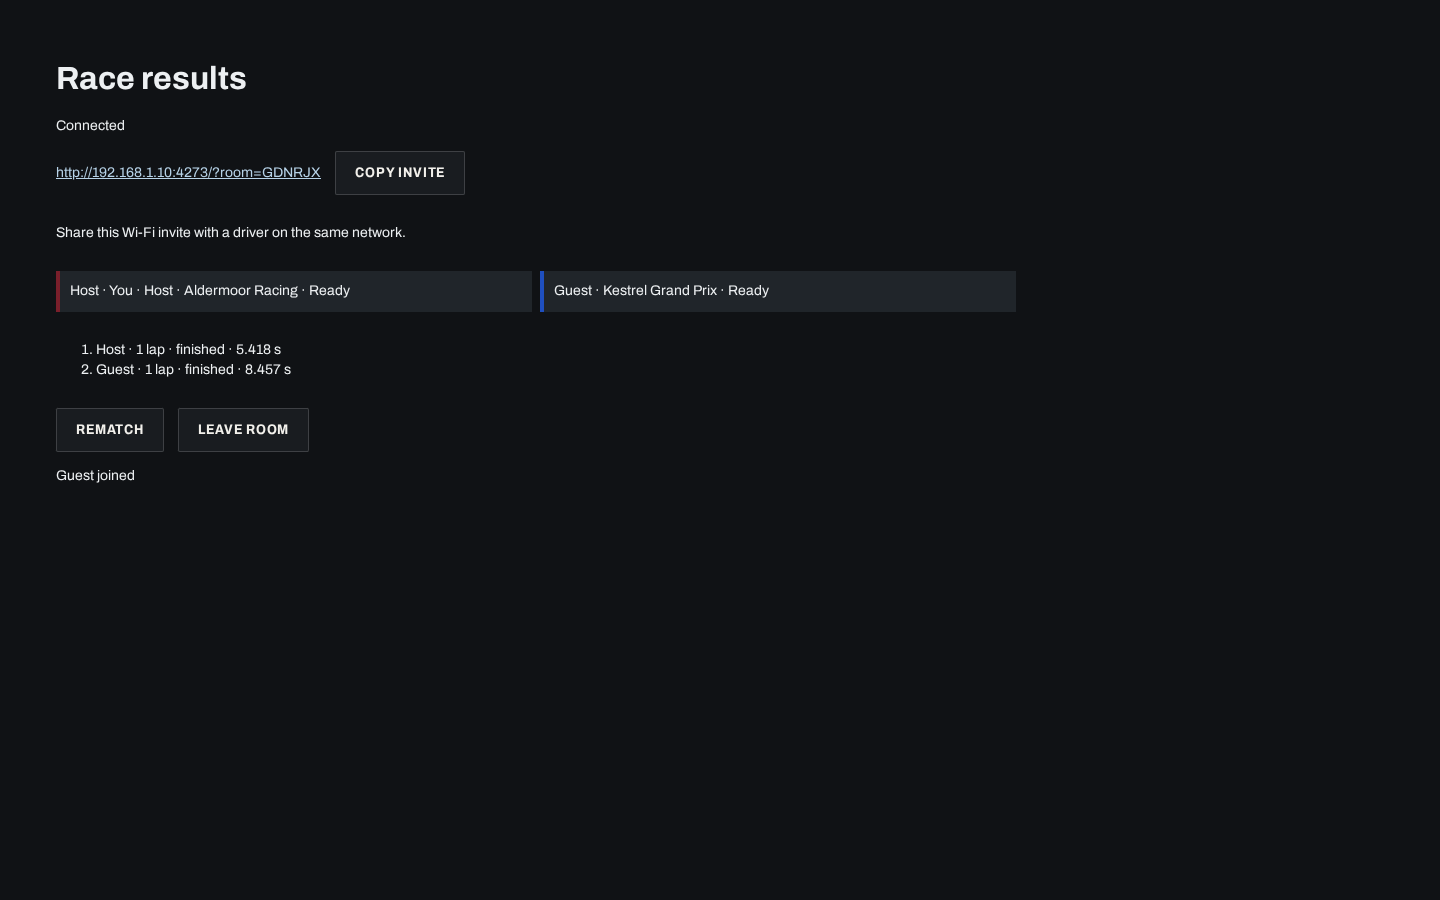 Race results
Connected
http://192.168.1.10:4273/?room=GDNRJX COPY INVITE
Share this Wi-Fi invite with a driver on the same network.
Host · You · Host · Aldermoor Racing · Ready
Guest · Kestrel Grand Prix · Ready
1. Host · 1 lap · finished · 5.418 s
2. Guest · 1 lap · finished · 8.457 s
REMATCH LEAVE ROOM
Guest joined